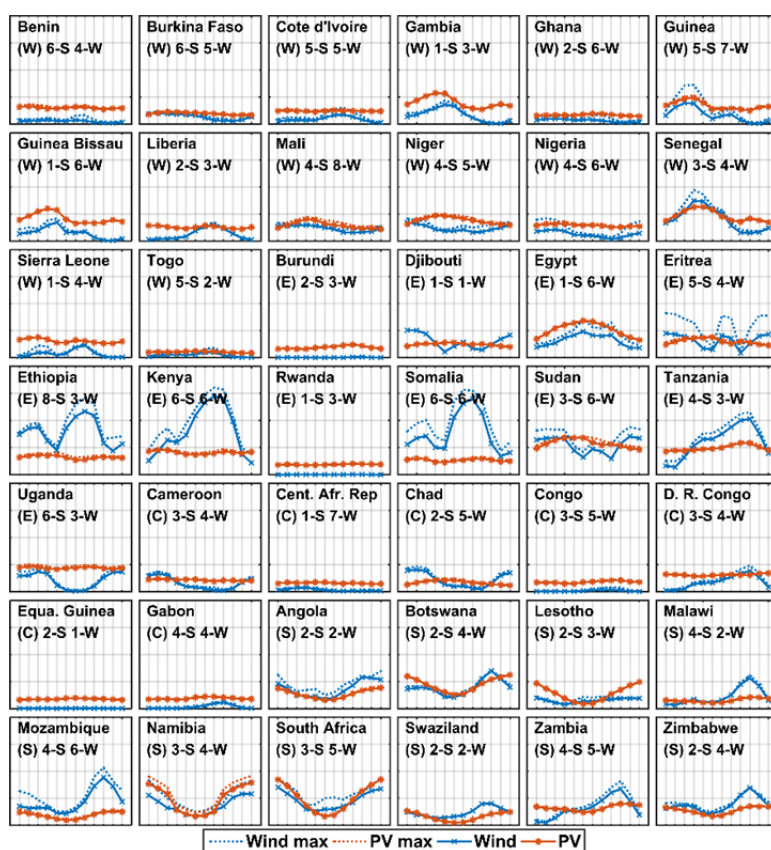 Benin
(W) 6-S 4-W
Burkina Faso
(W) 6-S 5-W
Cote d'Ivoire
(W) 5-S 5-W
Gambia
(W) 1-S 3-W
Ghana
(W) 2-S 6-W
Guinea
(W) 5-S 7-W
Guinea Bissau
(W) 1-S 6-W
Liberia
(W) 2-S 3-W
Mali
(W) 4-S 8-W
Niger
(W) 4-S 5-W
Nigeria
(W) 4-S 6-W
Senegal
(W) 3-S 4-W
Sierra Leone
(W) 1-S 4-W
Togo
(W) 5-S 2-W
Burundi
(E) 2-S 3-W
Djibouti
(E) 1-S 1-W
Egypt
(E) 1-S 6-W
Eritrea
(E) 5-S 4-W
Ethiopia
(E) 8-S 3-W
Kenya
(E) 6-S 6-W
Rwanda
(E) 1-S 3-W
Somalia
(E) 6-S 6-W
Sudan
(E) 3-S 6-W
Tanzania
(E) 4-S 3-W
Uganda
(E) 6-S 3-W
Cameroon
(C) 3-S 4-W
Cent. Afr. Rep
(C) 1-S 7-W
Chad
(C) 2-S 5-W
Congo
(C) 3-S 5-W
D. R. Congo
(C) 3-S 4-W
Equa. Guinea
(C) 2-S 1-W
Gabon
(C) 4-S 4-W
Angola
(S) 2-S 2-W
Botswana
(S) 2-S 4-W
Lesotho
(S) 2-S 3-W
Malawi
(S) 4-S 2-W
Mozambique
(S) 4-S 6-W
Namibia
(S) 3-S 4-W
South Africa
(S) 3-S 5-W
Swaziland
(S) 2-S 2-W
Zambia
(S) 4-S 5-W
Zimbabwe
(S) 2-S 4-W
Wind max PV max Wind PV